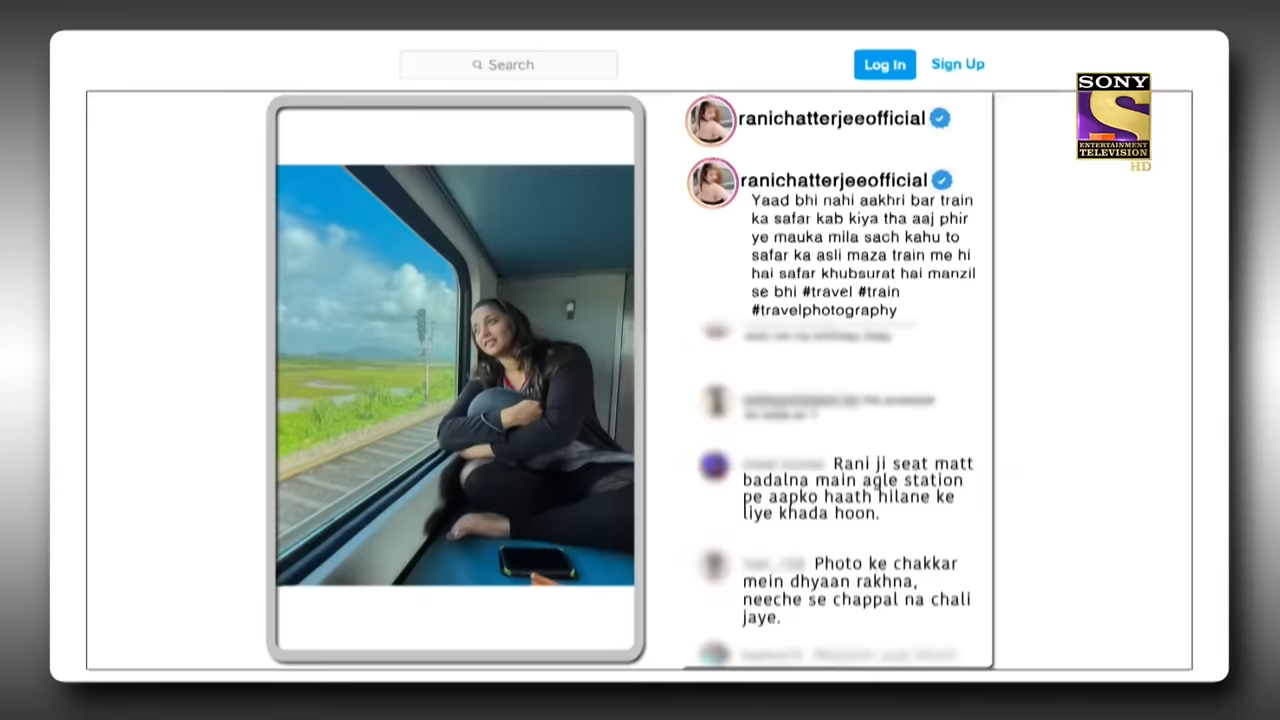 Search
Log In
Sign Up
SONY
ENTERTAINMENT
TELEVISION
HD
ranichatterjeeofficial
ranichatterjeeofficial
Yaad bhi nahi aakhri bar train
ka safar kab kiya tha aaj phir
ye mauka mila sach kahu to
safar ka asli maza train me hi
hai safar khubsurat hai manzil
se bhi #travel #train
#travelphotography
Rani ji seat matt
badalna main agle station
pe aapko haath hilane ke
liye khada hoon.
Photo ke chakkar
mein dhyaan rakhna,
neeche se chappal na chali
jaye.